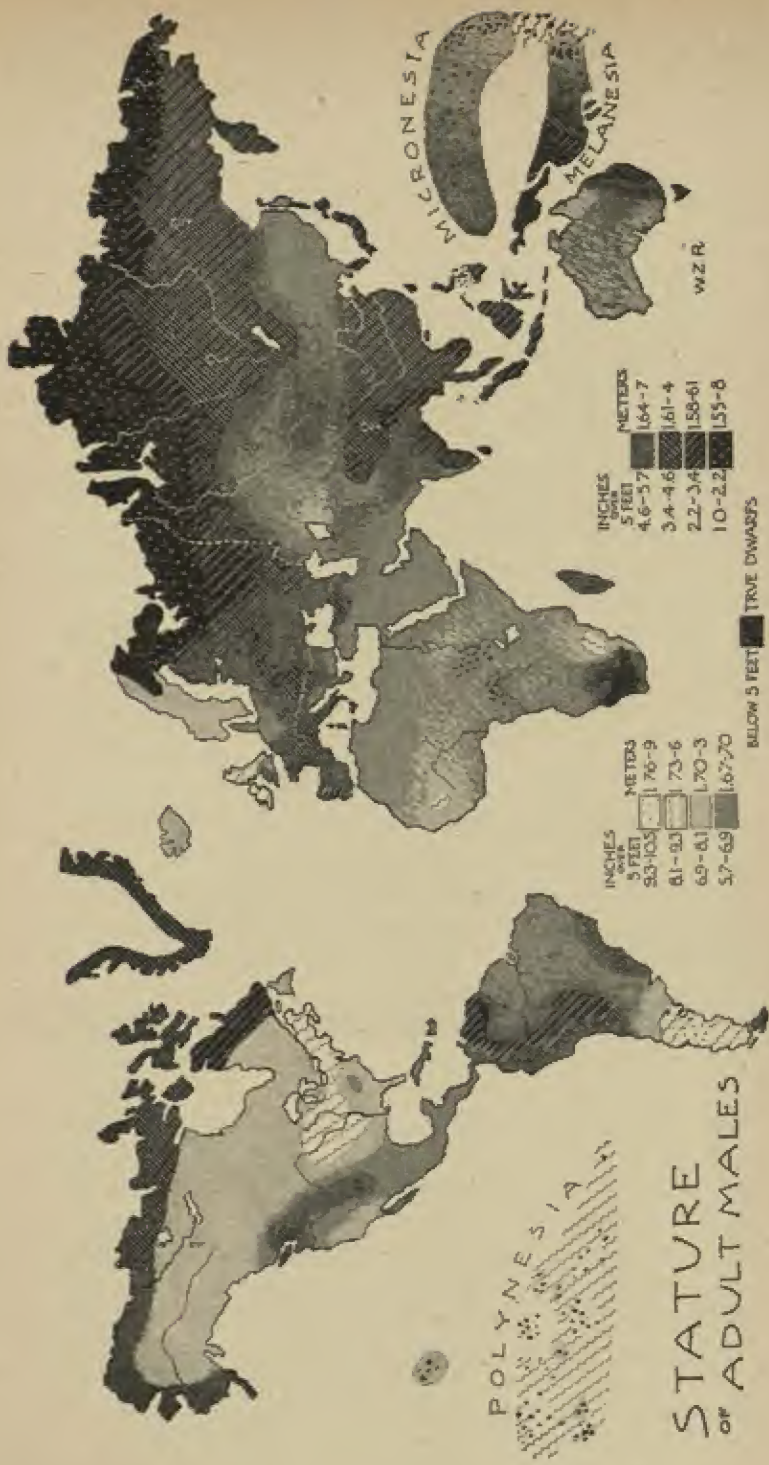 MICRONESIA
MELANESIA
POLYNESIA
W.Z.R.
STATURE
OF ADULT MALES
INCHES OVER 5 FEET METERS
9.3-10.5 1.76-9
8.1-9.3 1.73-6
6.9-8.1 1.70-3
5.7-6.9 1.67-70
INCHES OVER 5 FEET METERS
4.6-5.7 1.64-7
3.4-4.6 1.61-4
2.2-3.4 1.58-61
1.0-2.2 1.55-8
BELOW 5 FEET TRUE DWARFS